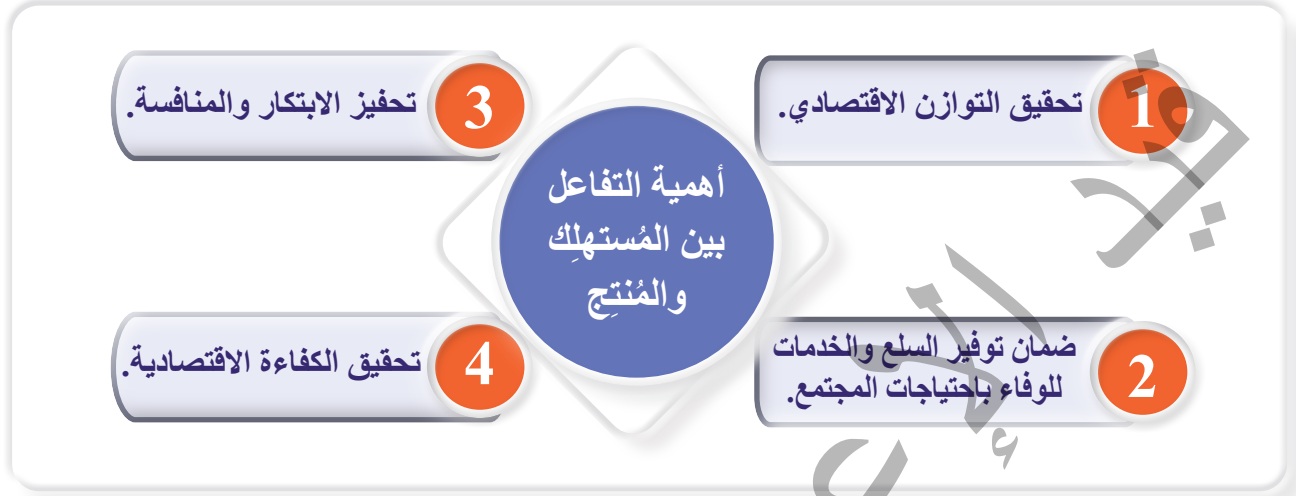 أهمية التفاعل
بين المُستهلِك
والمُنتِج
1
تحقيق التوازن الاقتصادي.
2
ضمان توفير السلع والخدمات
للوفاء باحتياجات المجتمع.
3
تحفيز الابتكار والمنافسة.
4
تحقيق الكفاءة الاقتصادية.